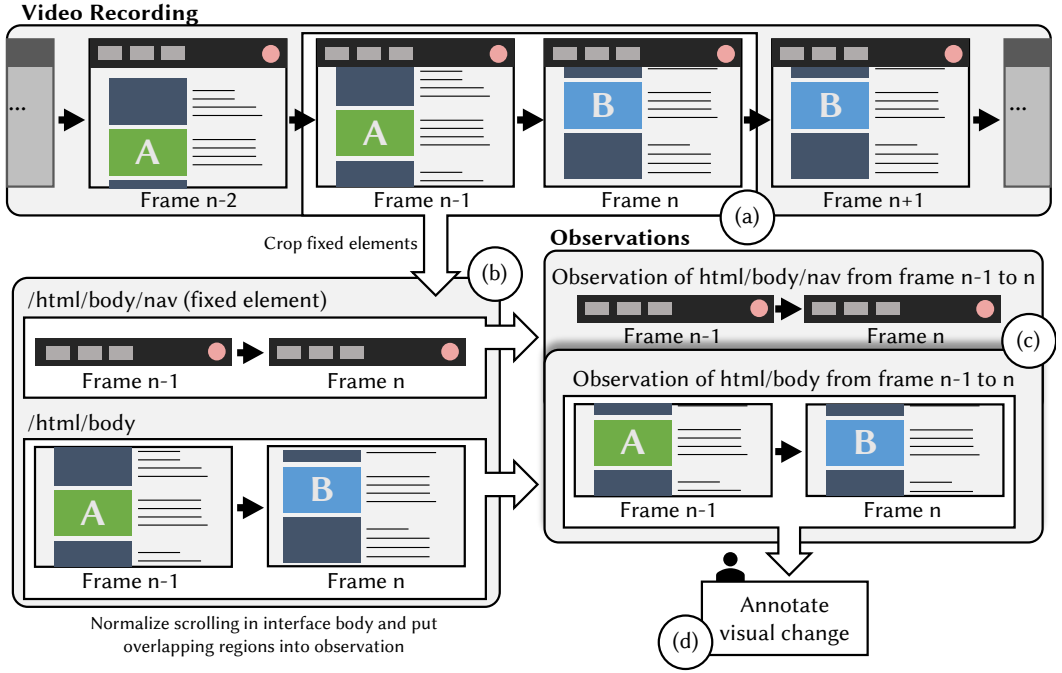 Video Recording
...
A
Frame n-2
A
Frame n-1
B
Frame n
B
Frame n+1
...
(a)
Crop fixed elements
(b)
/html/body/nav (fixed element)
Frame n-1
Frame n
/html/body
A
Frame n-1
B
Frame n
Normalize scrolling in interface body and put
overlapping regions into observation
Observations
Observation of html/body/nav from frame n-1 to n
Frame n-1
Frame n
(c)
Observation of html/body from frame n-1 to n
A
Frame n-1
B
Frame n
(d)
Annotate
visual change